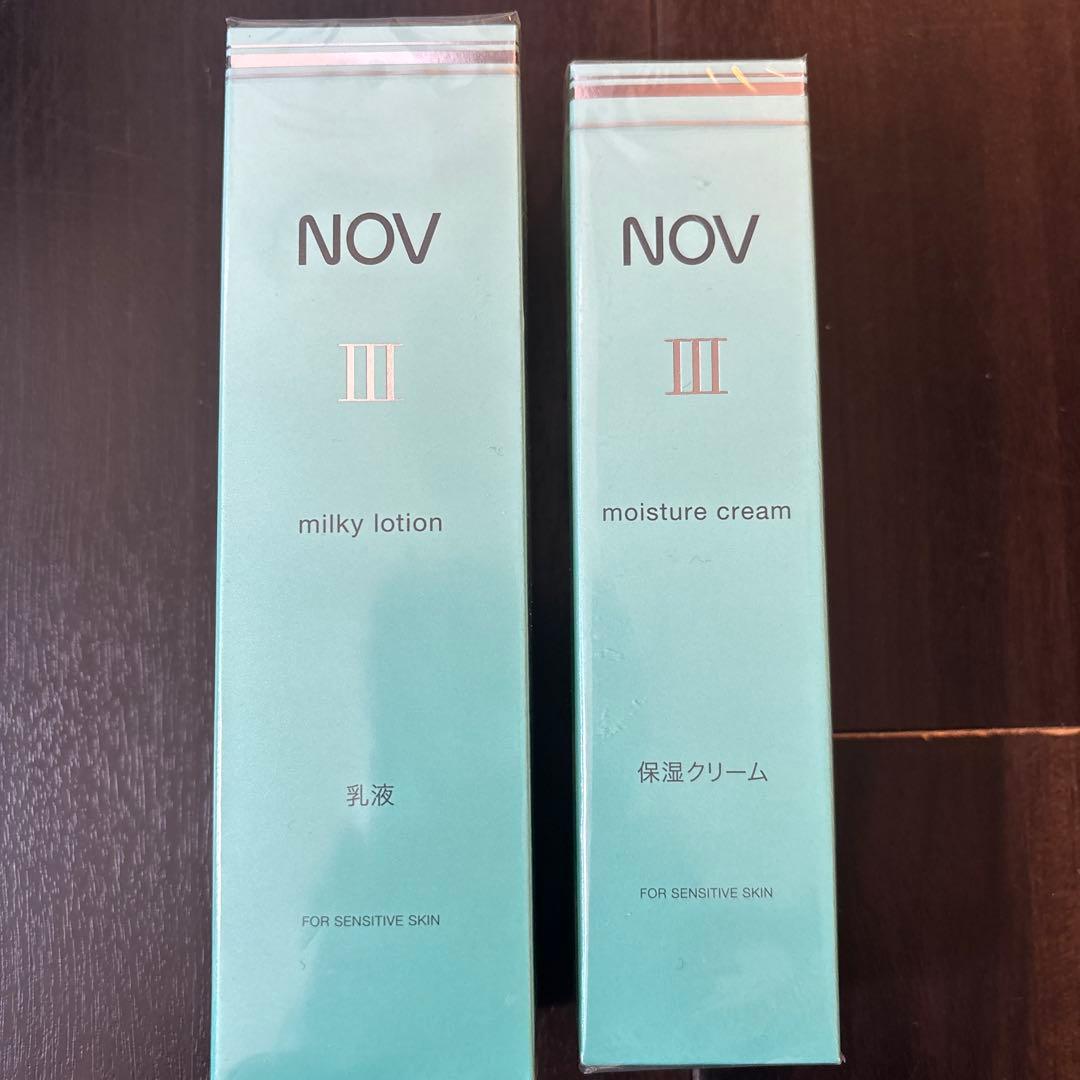 NOV
III
milky lotion
乳液
FOR SENSITIVE SKIN
NOV
III
moisture cream
保湿クリーム
FOR SENSITIVE SKIN